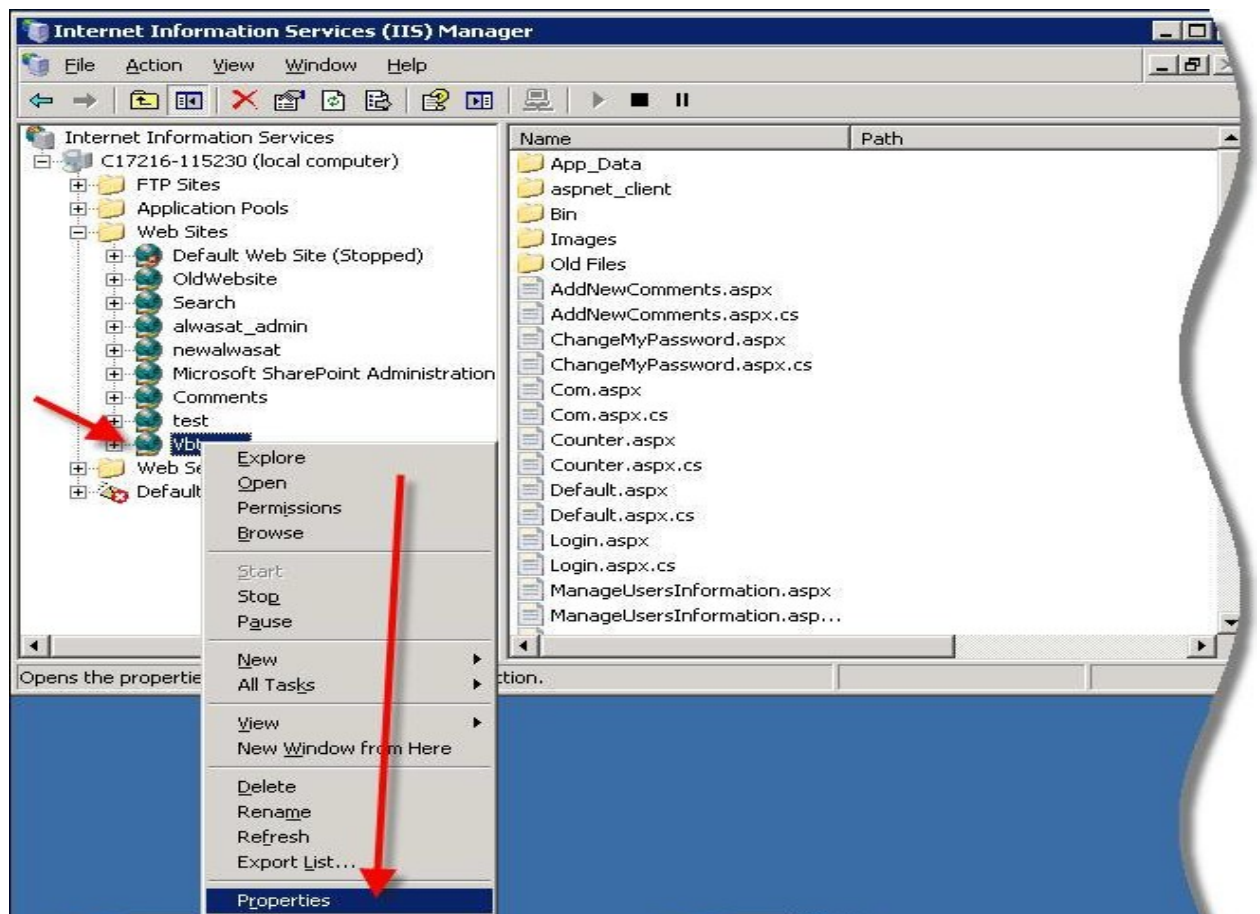 Internet Information Services (IIS) Manager
File Action View Window Help
Internet Information Services
C17216-115230 (local computer)
FTP Sites
Application Pools
Web Sites
Default Web Site (Stopped)
OldWebsite
Search
alwasat_admin
newalwasat
Microsoft SharePoint Administration
Comments
test
Web
Default
Explore
Open
Permissions
Browse
Start
Stop
Pause
New
All Tasks
View
New Window from Here
Delete
Rename
Refresh
Export List...
Properties
Name Path
App_Data
aspnet_client
Bin
Images
Old Files
AddNewComments.aspx
AddNewComments.aspx.cs
ChangeMyPassword.aspx
ChangeMyPassword.aspx.cs
Com.aspx
Com.aspx.cs
Counter.aspx
Counter.aspx.cs
Default.aspx
Default.aspx.cs
Login.aspx
Login.aspx.cs
ManageUsersInformation.aspx
ManageUsersInformation.asp...
Opens the propertie tion.